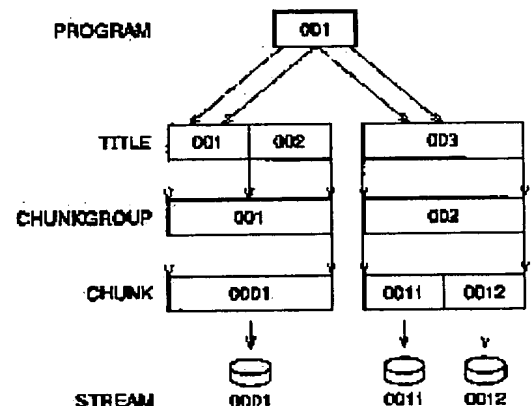 PROGRAM 001
TITLE 001 002 003
CHUNKGROUP 001 002
CHUNK 0001 0011 0012
STREAM 0001 0011 0012